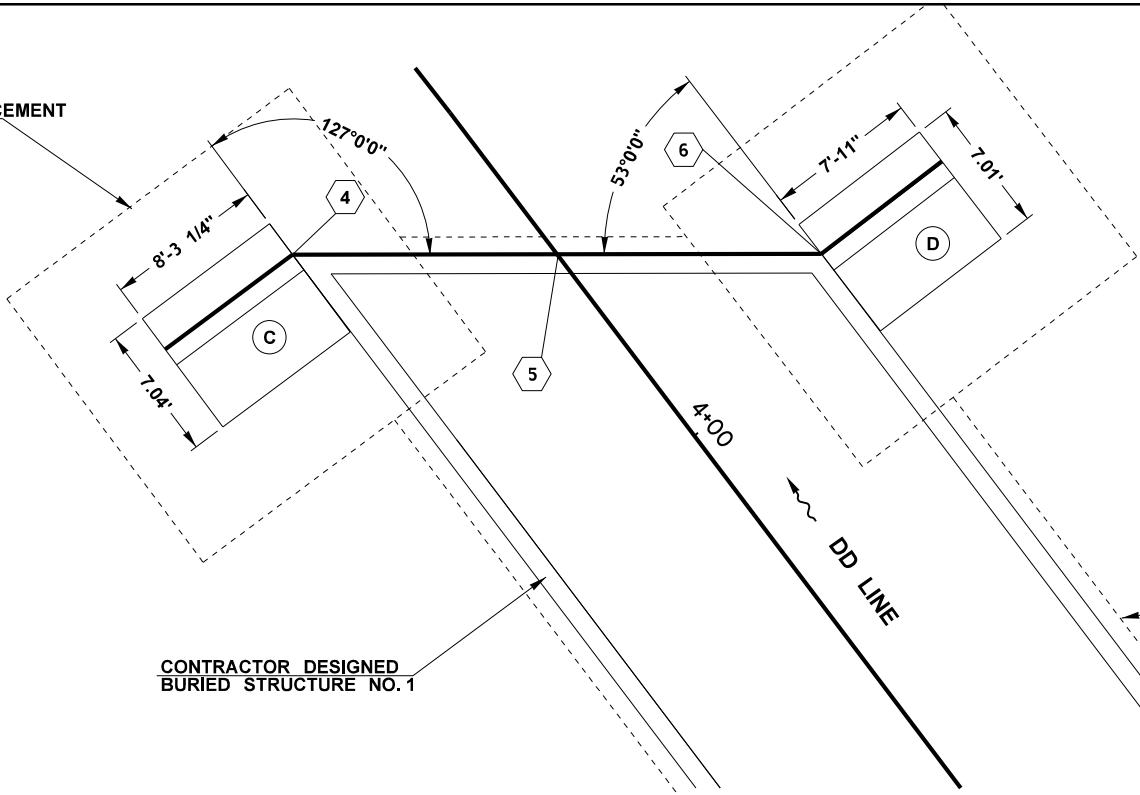 127°0'0"
6
53°0'0"
7'-11"
7.01'
4
8'-3 1/4"
D
C
5
7.04'
4+00
DD LINE
CONTRACTOR DESIGNED
BURIED STRUCTURE NO. 1